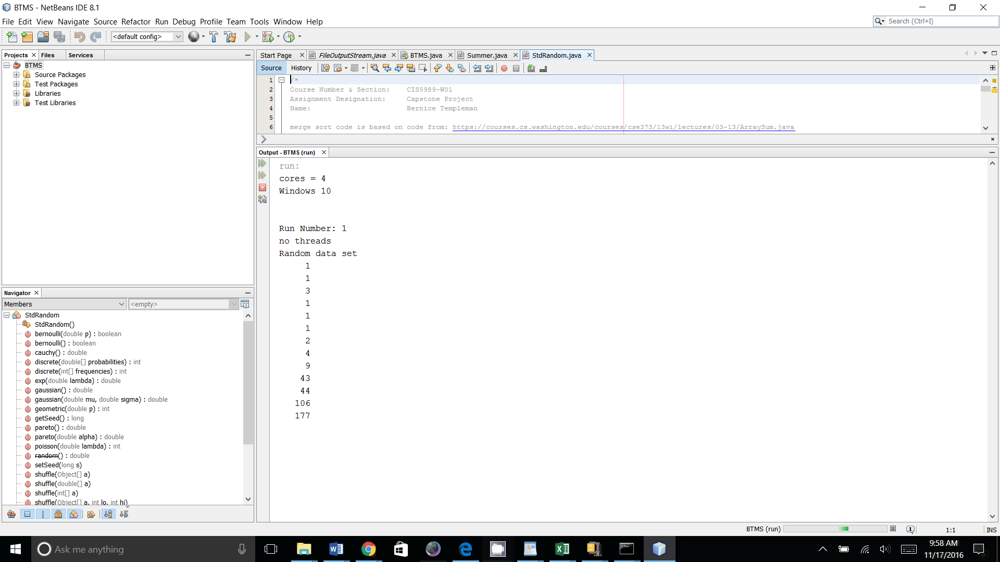 BTMS - NetBeans IDE 8.1
File Edit View Navigate Source Refactor Run Debug Profile Team Tools Window Help
Search (Ctrl+I)
<default config>
Projects Files Services
BTMS
Source Packages
Test Packages
Libraries
Test Libraries
Start Page FileOutputStream.java BTMS.java Summer.java StdRandom.java
Source History
1 /*
2 Course Number & Section: CIS5989-W01
3 Assignment Designation: Capstone Project
4 Name: Bernice Templeman
5
6 merge sort code is based on code from: https://courses.cs.washington.edu/courses/cse373/13wi/lectures/03-13/ArraySum.java
Output - BTMS (run)
run:
cores = 4
Windows 10
Run Number: 1
no threads
Random data set
1
1
3
1
1
1
2
4
9
43
44
106
177
Navigator
Members <empty>
StdRandom
StdRandom()
bernoulli(double p) : boolean
bernoulli() : boolean
cauchy() : double
discrete(double[] probabilities) : int
discrete(int[] frequencies) : int
exp(double lambda) : double
gaussian() : double
gaussian(double mu, double sigma) : double
geometric(double p) : int
getSeed() : long
pareto() : double
pareto(double alpha) : double
poisson(double lambda) : int
random() : double
setSeed(long s)
shuffle(Object[] a)
shuffle(double[] a)
shuffle(int[] a)
shuffle(Object[] a, int lo, int hi)
BTMS (run) 1 1:1 INS
Ask me anything
9:58 AM
11/17/2016